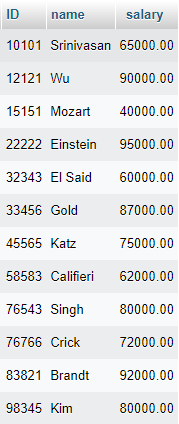 ID name salary
10101 Srinivasan 65000.00
12121 Wu 90000.00
15151 Mozart 40000.00
22222 Einstein 95000.00
32343 El Said 60000.00
33456 Gold 87000.00
45565 Katz 75000.00
58583 Califieri 62000.00
76543 Singh 80000.00
76766 Crick 72000.00
83821 Brandt 92000.00
98345 Kim 80000.00